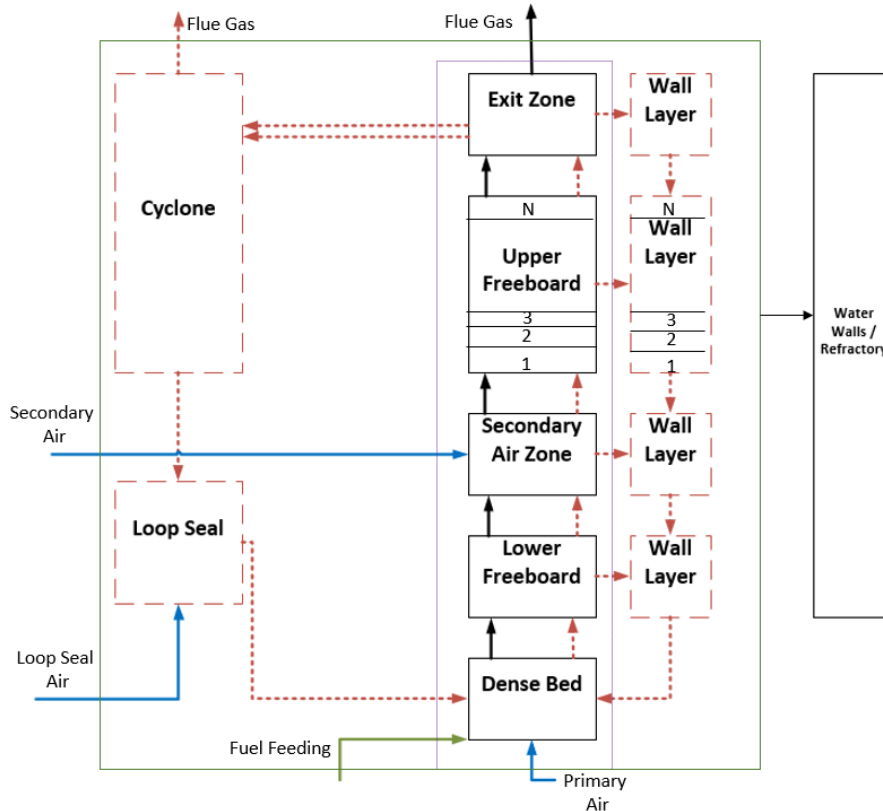 Flue Gas
Flue Gas
Exit Zone
Wall
Layer
Cyclone
N
N
Wall
Layer
Upper
Freeboard
3
2
1
3
2
1
Water
Walls /
Refractory
Secondary
Air
Secondary
Air Zone
Wall
Layer
Loop Seal
Lower
Freeboard
Wall
Layer
Loop Seal
Air
Dense Bed
Fuel Feeding
Primary
Air